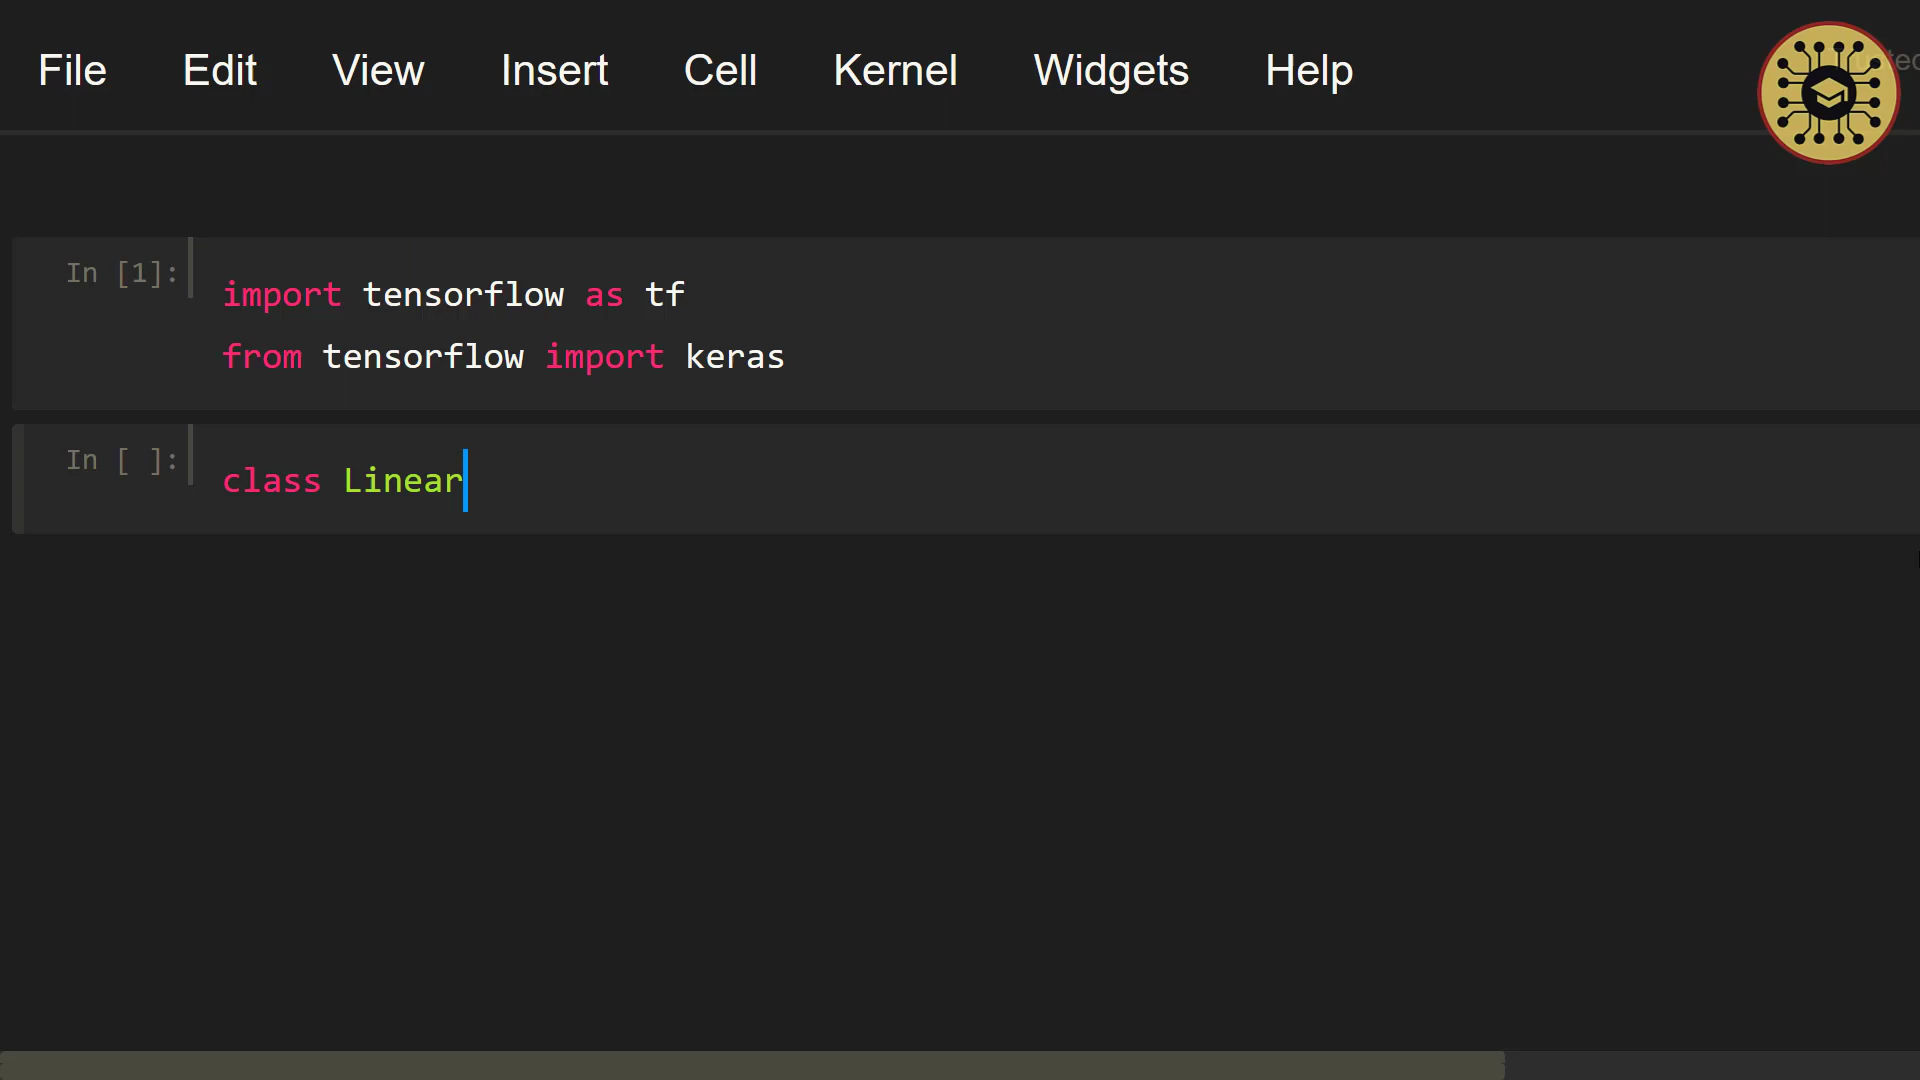 File Edit View Insert Cell Kernel Widgets Help
In [1]:
import tensorflow as tf
from tensorflow import keras
In [ ]:
class Linear